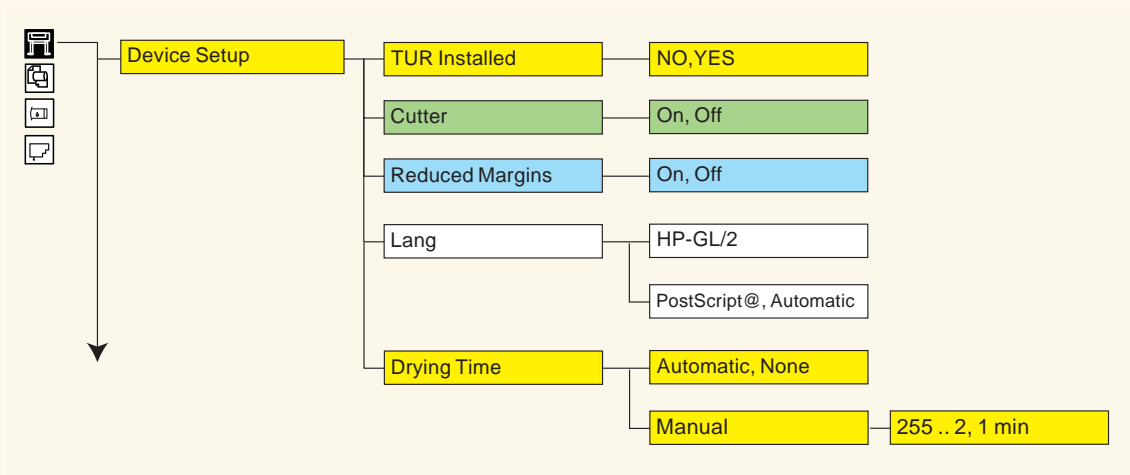 Device Setup
TUR Installed
NO,YES
Cutter
On, Off
Reduced Margins
On, Off
Lang
HP-GL/2
PostScript@, Automatic
Drying Time
Automatic, None
Manual
255 .. 2, 1 min